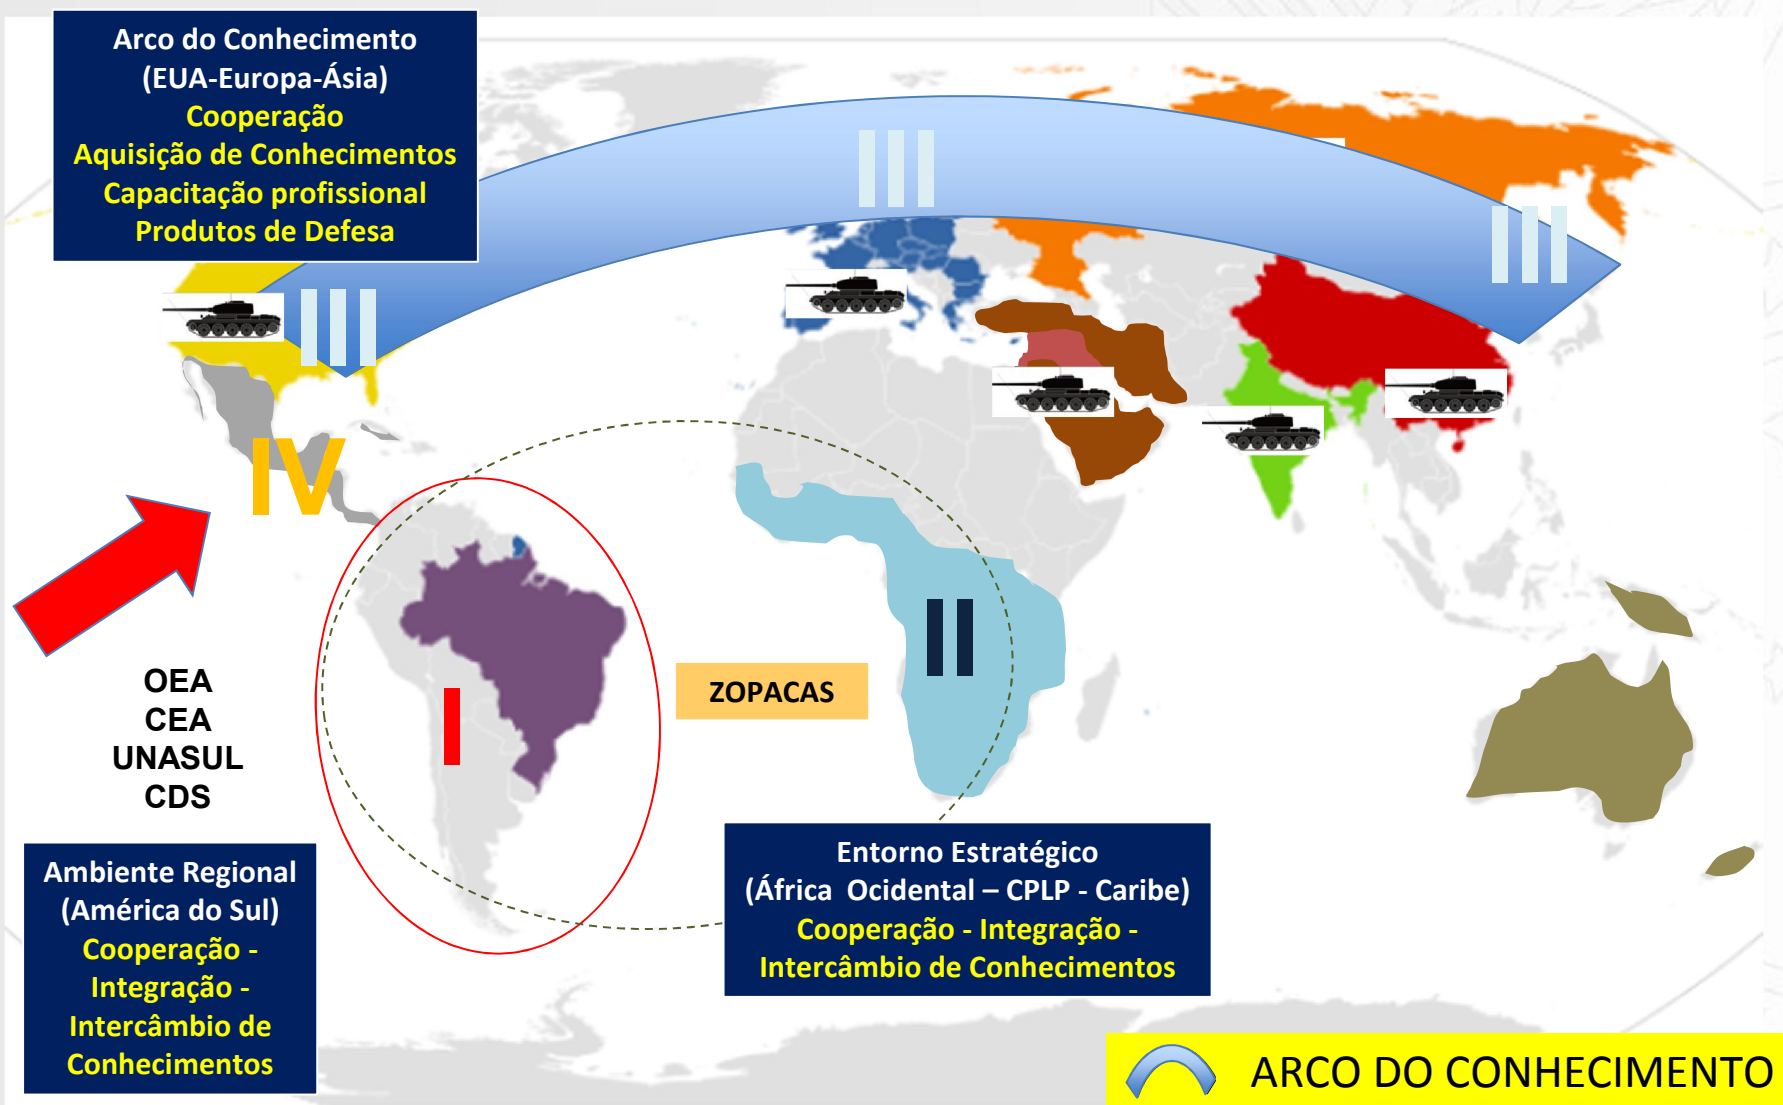 Arco do Conhecimento
(EUA-Europa-Ásia)
Cooperação
Aquisição de Conhecimentos
Capacitação profissional
Produtos de Defesa
III
III
III
IV
I
II
ZOPACAS
OEA
CEA
UNASUL
CDS
Ambiente Regional
(América do Sul)
Cooperação -
Integração -
Intercâmbio de
Conhecimentos
Entorno Estratégico
(África Ocidental – CPLP - Caribe)
Cooperação - Integração -
Intercâmbio de Conhecimentos
ARCO DO CONHECIMENTO